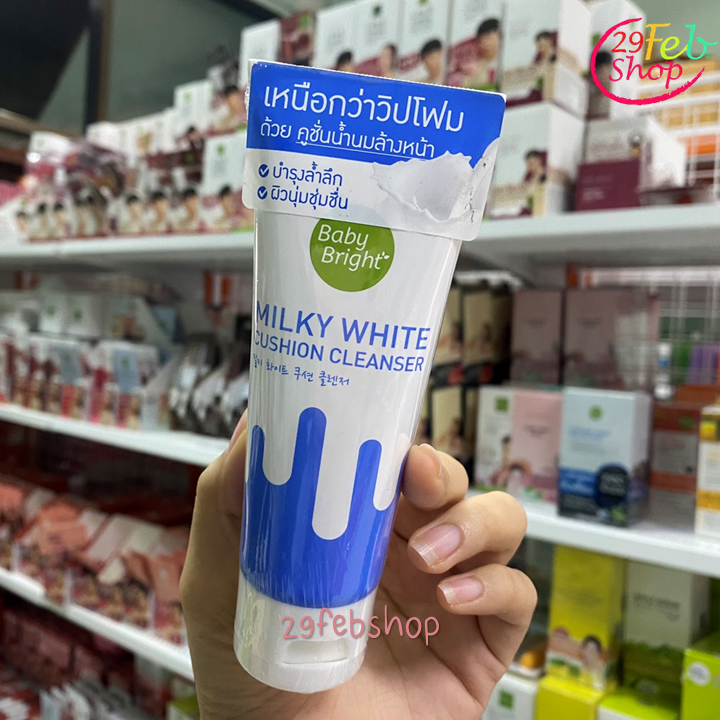 29Feb
Shop
เหนือกว่าวิปโฟม
ด้วย คูชั่นน้ำนมล้างหน้า
บำรุงล้ำลึก
ผิวนุ่มชุ่มชื่น
Baby
Bright
MILKY WHITE
CUSHION CLEANSER
밀키 화이트 쿠션 클렌저
29febshop